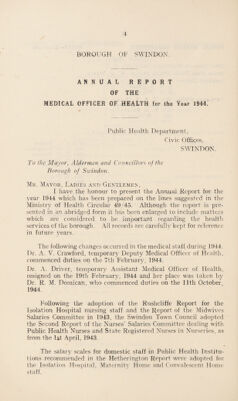 4
BOROUGH OF SWINDON.
ANNUAL REPORT
OF THE
MEDICAL OFFICER OF HEALTH for the Year 1944.
Public Health Department,
Civic Offices,
SWINDON.
To the Mayor, Aldermen and Councillors of the
Borough of Swindon.
MR. MAYOR, LADIES AND GENTLEMEN,
I have the honour to present the Annual Report for the
year 1944 which has been prepared on the lines suggested in the
Ministry of Health Circular 49/45. Although the report is pre-
sented in an abridged form it has been enlarged to include matters
which are considered to be important regarding the health
services of the borough. All records are carefully kept for reference
in future years.
The following changes occurred in the medical staff during 1944.
Dr. A. V. Crawford, temporary Deputy Medical Officer of Health,
commenced duties on the 7th February, 1944.
Dr. A. Driver, temporary Assistant Medical Officer of Health,
resigned on the 19th February, 1944 and her place was taken by
Dr. R. M. Donican, who commenced duties on the 11th October,
1944.
Following the adoption of the Rushcliffe Report for the
Isolation Hospital nursing staff and the Report of the Midwives
Salaries Committee in 1943, the Swindon Town Council adopted
the Second Report of the Nurses' Salaries Committee dealing with
Public Health Nurses and State Registered Nurses in Nurseries, as
from the 1st April, 1943.
The salary scales for domestic staff in Public Health Institu-
tions recommended in the Hetherington Report were adopted for
the Isolation Hospital, Maternity Home and Convalescent Home
staff.